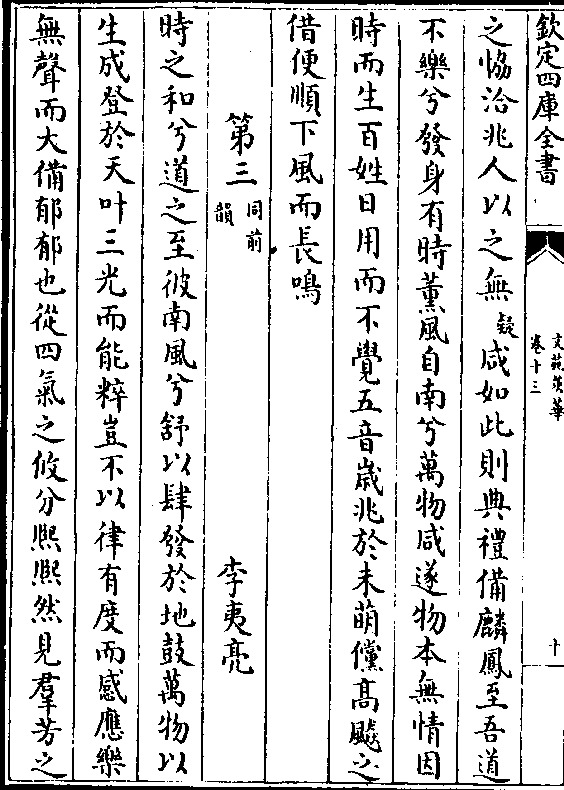 欽定四庫全書
文苑英華
卷十三
十
之恊洽兆人以之無疑咸如此則典禮備麟鳳至吾道
不樂兮發身有時薰風自南兮萬物咸遂物本無情因
時而生百姓日用而不覺五音歳兆於未萌儻髙飈之
借便順下風而長鳴
第三同前韻
李夷亮
時之和兮道之至彼南風兮舒以肆發於地鼓萬物以
生成登於天叶三光而能粹豈不以律有度而感應樂
無聲而大備郁郁也從四氣之攸分熈熈然見羣芳之